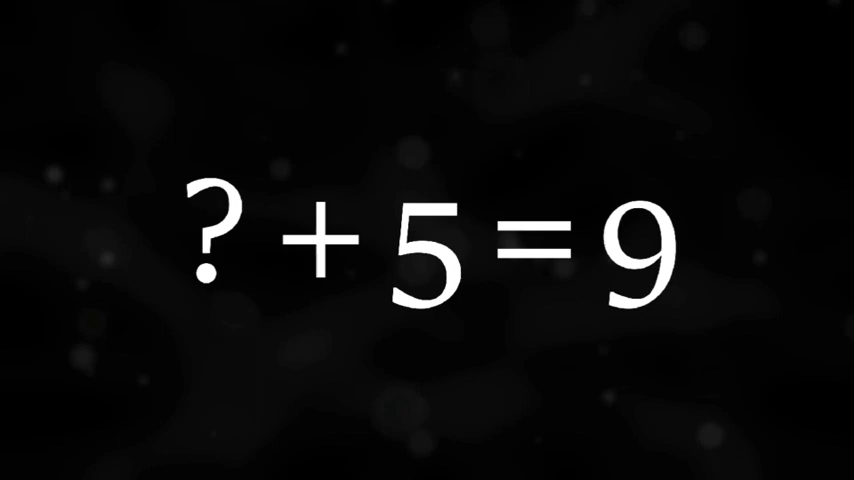 ? + 5 = 9